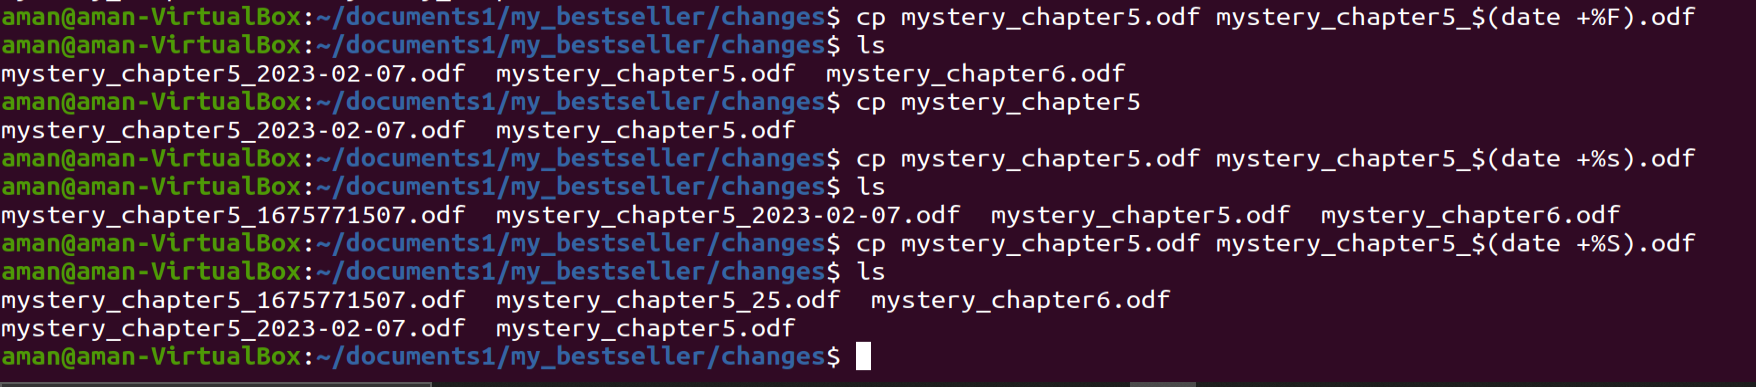 aman@aman-VirtualBox:~/documents1/my_bestseller/changes$ cp mystery_chapter5.odf mystery_chapter5_$(date +%F).odf
aman@aman-VirtualBox:~/documents1/my_bestseller/changes$ ls
mystery_chapter5_2023-02-07.odf  mystery_chapter5.odf  mystery_chapter6.odf
aman@aman-VirtualBox:~/documents1/my_bestseller/changes$ cp mystery_chapter5
mystery_chapter5_2023-02-07.odf  mystery_chapter5.odf
aman@aman-VirtualBox:~/documents1/my_bestseller/changes$ cp mystery_chapter5.odf mystery_chapter5_$(date +%s).odf
aman@aman-VirtualBox:~/documents1/my_bestseller/changes$ ls
mystery_chapter5_1675771507.odf  mystery_chapter5_2023-02-07.odf  mystery_chapter5.odf  mystery_chapter6.odf
aman@aman-VirtualBox:~/documents1/my_bestseller/changes$ cp mystery_chapter5.odf mystery_chapter5_$(date +%S).odf
aman@aman-VirtualBox:~/documents1/my_bestseller/changes$ ls
mystery_chapter5_1675771507.odf  mystery_chapter5_25.odf  mystery_chapter6.odf
mystery_chapter5_2023-02-07.odf  mystery_chapter5.odf
aman@aman-VirtualBox:~/documents1/my_bestseller/changes$